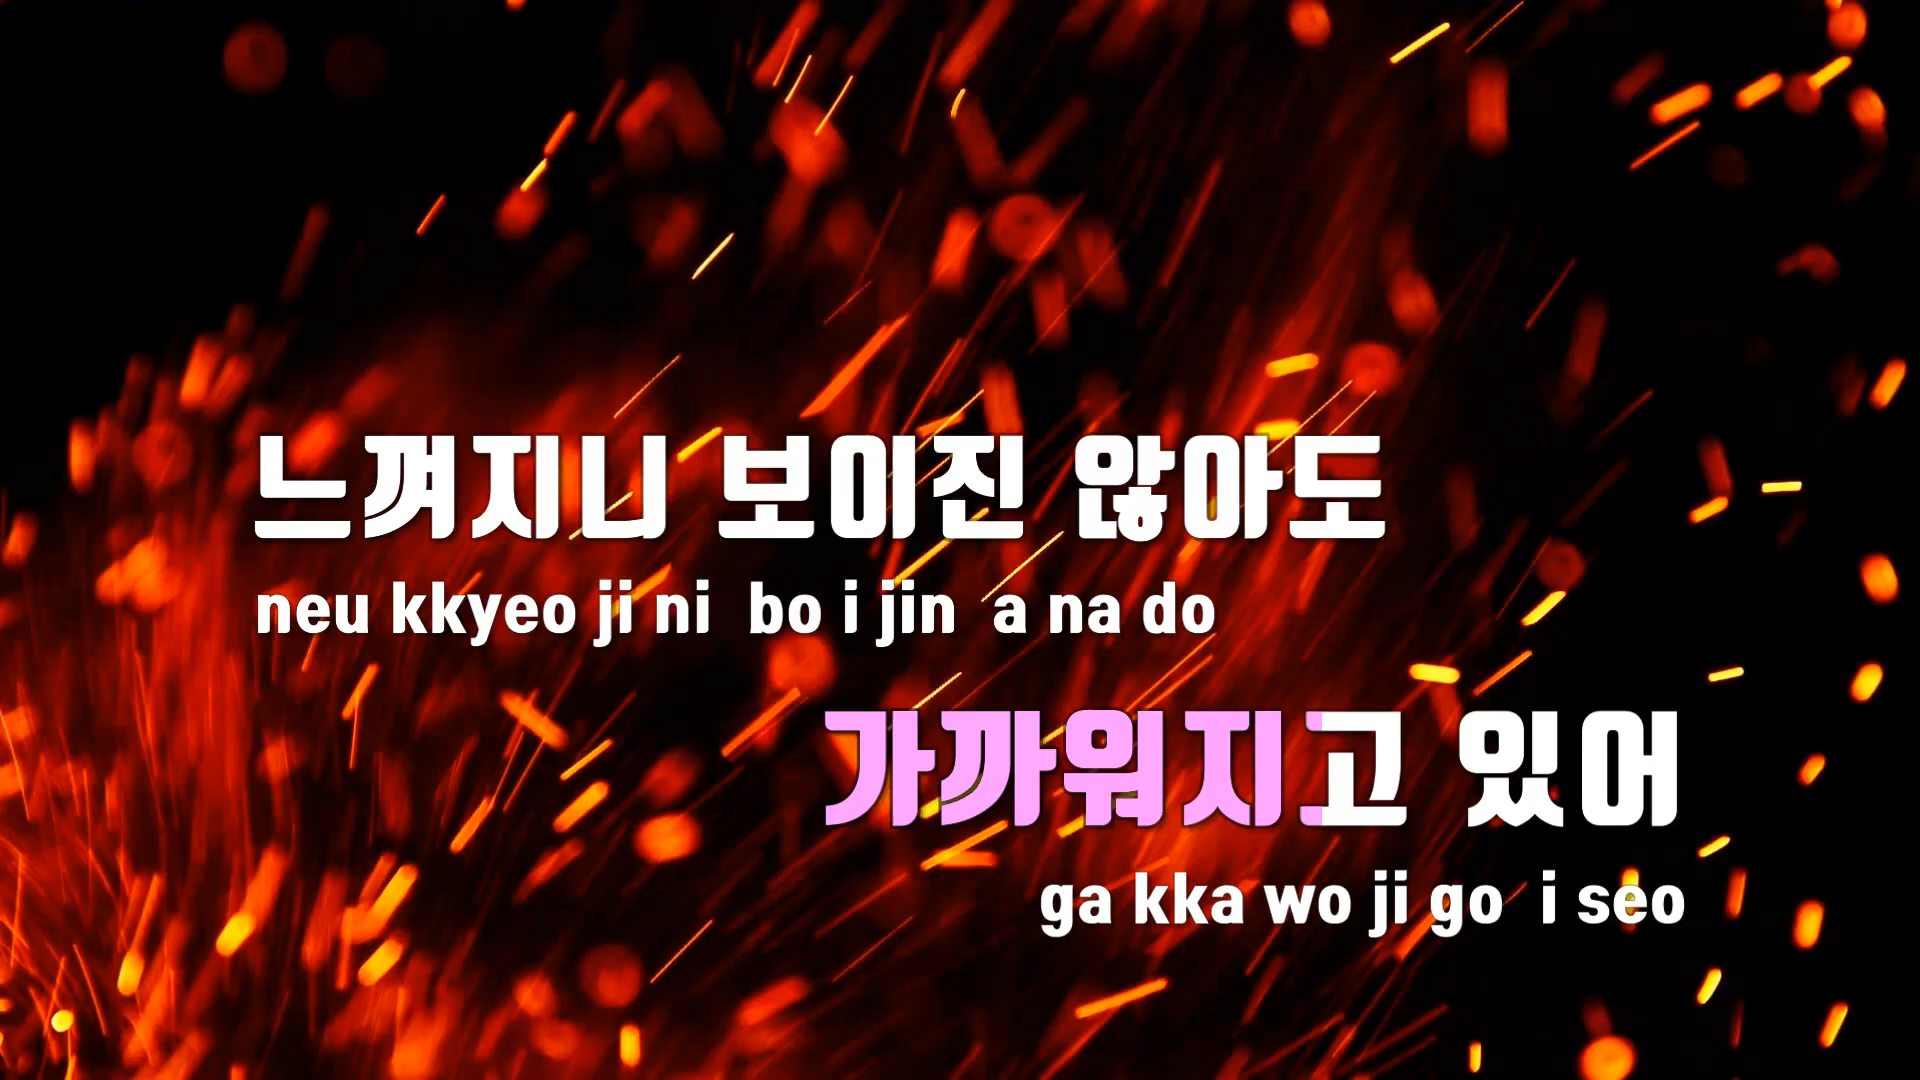 느껴지니 보이진 않아도
neu kkyeo ji ni bo i jin a na do
가까워지고 있어
ga kka wo ji go i seo